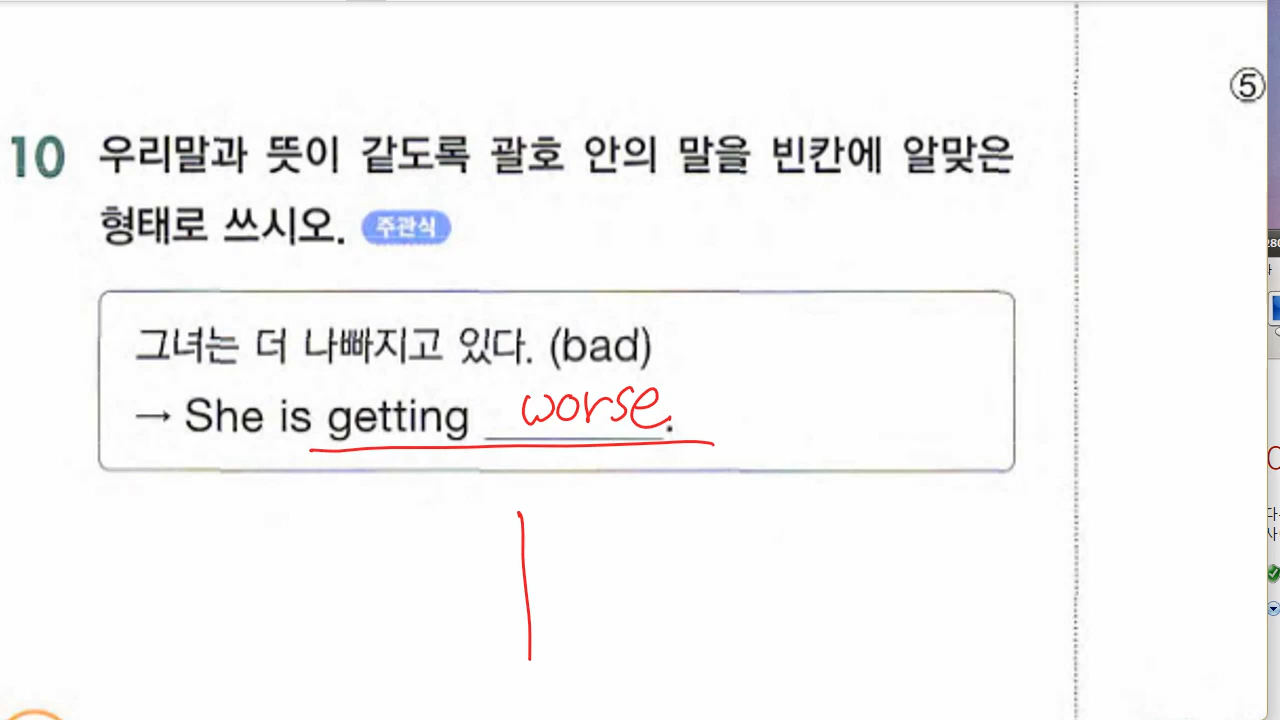 ⑤
10 우리말과 뜻이 같도록 괄호 안의 말을 빈칸에 알맞은
형태로 쓰시오. 주관식
그녀는 더 나빠지고 있다. (bad)
→ She is getting worse.